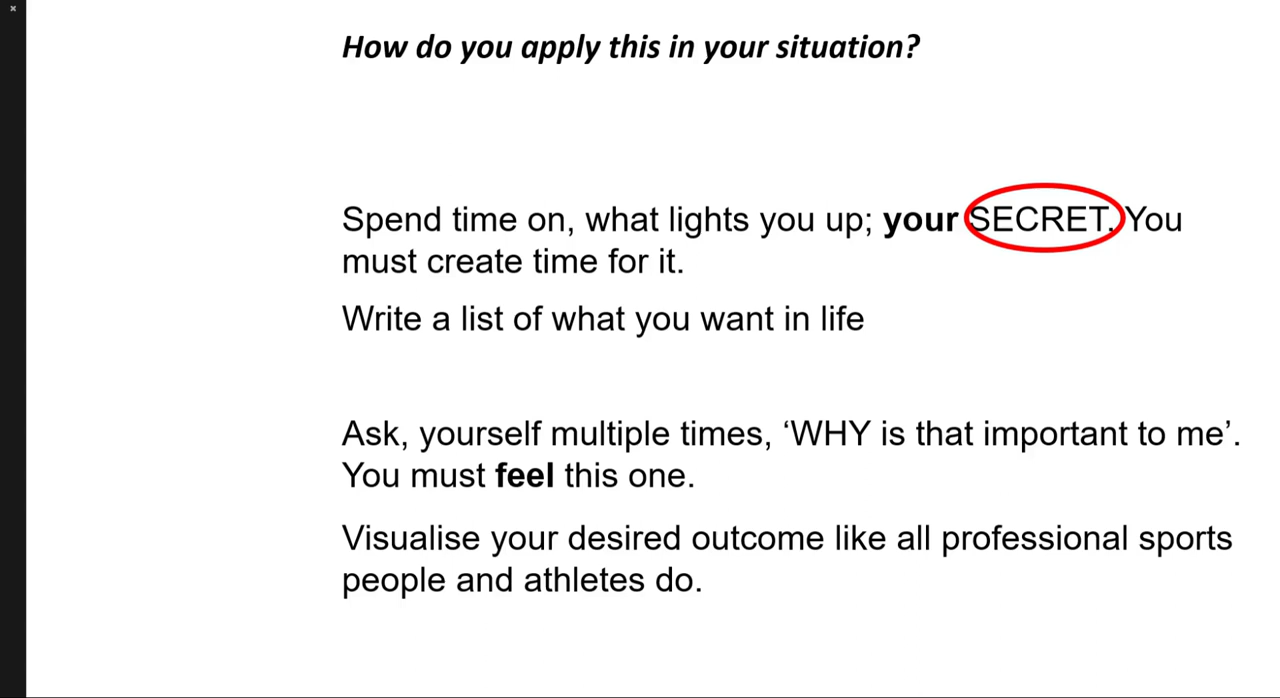 How do you apply this in your situation?
Spend time on, what lights you up; your SECRET. You
must create time for it.
Write a list of what you want in life
Ask, yourself multiple times, ‘WHY is that important to me’.
You must feel this one.
Visualise your desired outcome like all professional sports
people and athletes do.